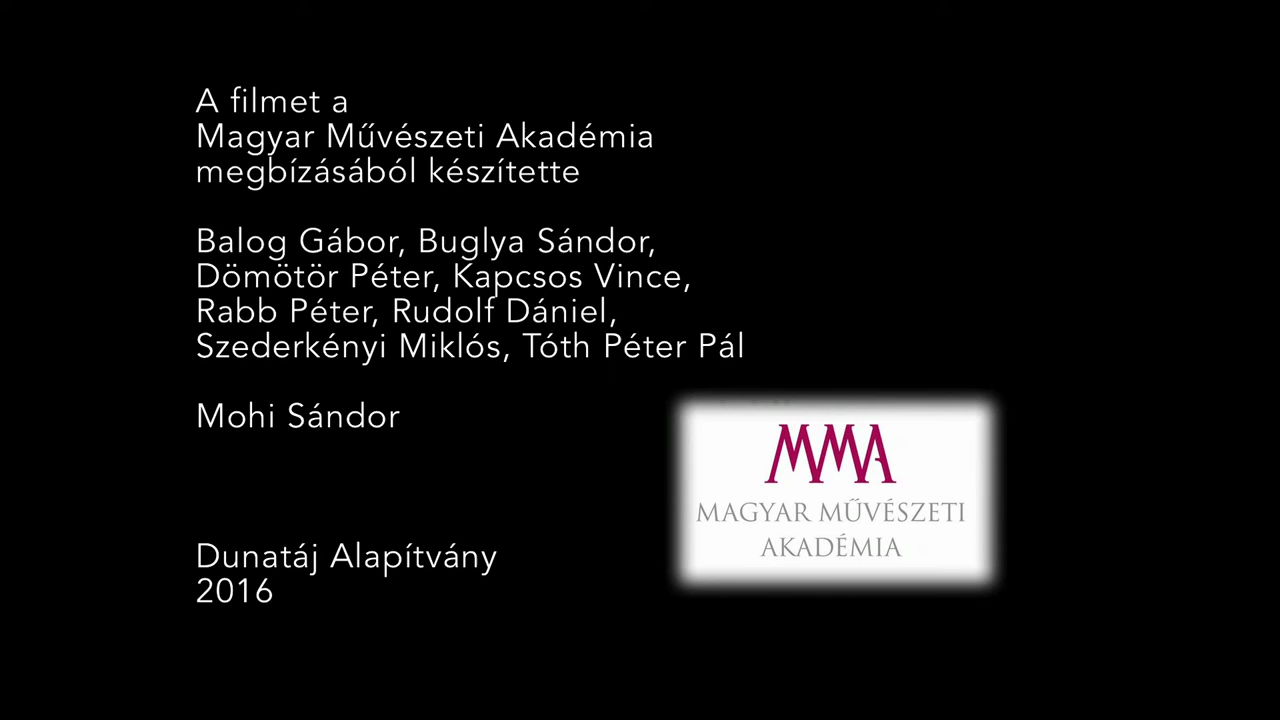 A filmet a
Magyar Művészeti Akadémia
megbízásából készítette
Balog Gábor, Buglya Sándor,
Dömötör Péter, Kapcsos Vince,
Rabb Péter, Rudolf Dániel,
Szederkényi Miklós, Tóth Péter Pál
Mohi Sándor
MMA
MAGYAR MŰVÉSZETI
AKADÉMIA
Dunatáj Alapítvány
2016